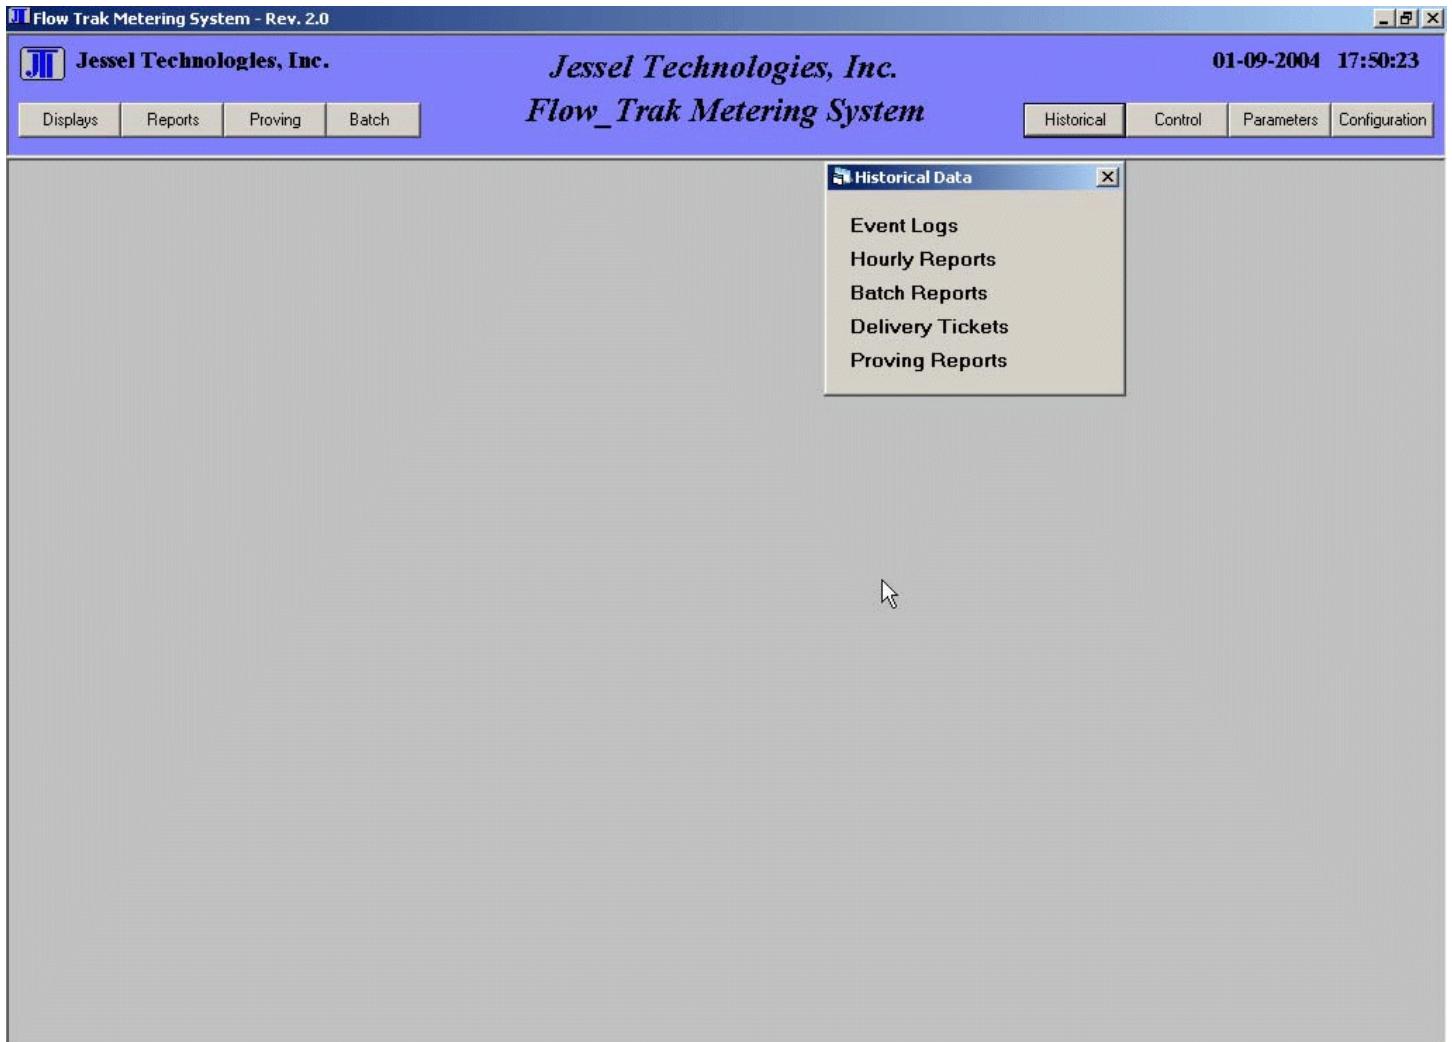 Flow Trak Metering System - Rev. 2.0
JTI Jessel Technologies, Inc.
Jessel Technologies, Inc.
01-09-2004 17:50:23
Flow_Trak Metering System
Displays Reports Proving Batch
Historical Control Parameters Configuration
Historical Data
Event Logs
Hourly Reports
Batch Reports
Delivery Tickets
Proving Reports